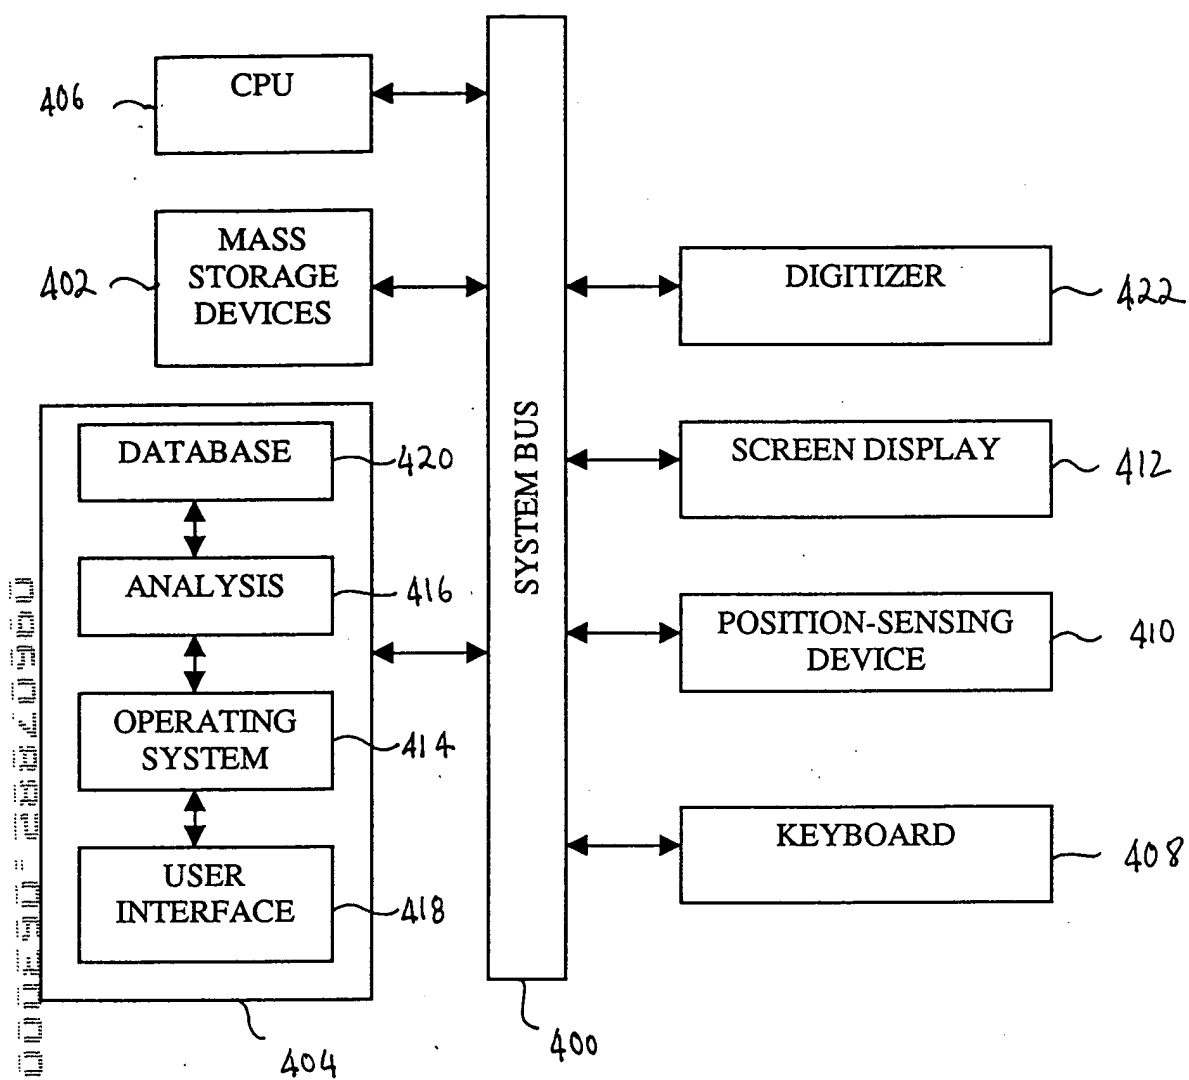 CPU
406
MASS
STORAGE
DEVICES
402
DATABASE
420
ANALYSIS
416
OPERATING
SYSTEM
414
USER
INTERFACE
418
404
SYSTEM BUS
400
DIGITIZER
422
SCREEN DISPLAY
412
POSITION-SENSING
DEVICE
410
KEYBOARD
408